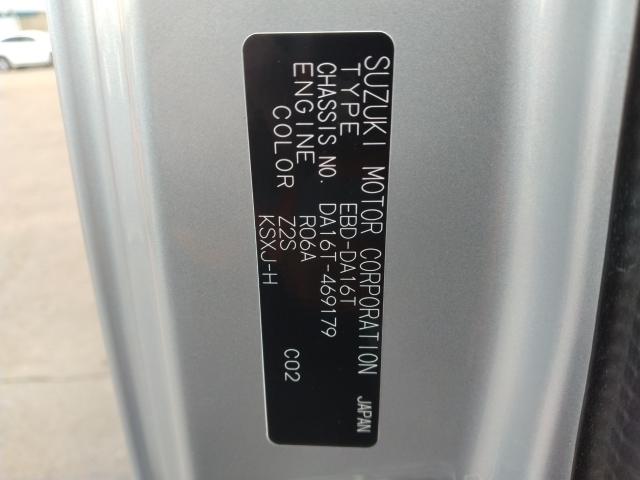 SUZUKI MOTOR CORPORATION JAPAN
TYPE EBD-DA16T
CHASSIS NO. DA16T-469179
ENGINE R06A
COLOR Z2S
KSXJ-H C02